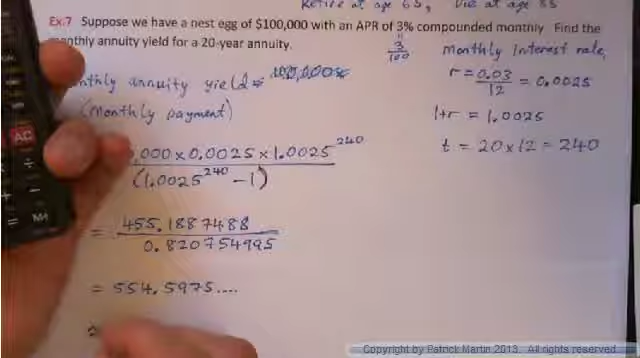 Retire at age 65, Die at age 85
Ex.7 Suppose we have a nest egg of $100,000 with an APR of 3% compounded monthly. Find the
monthly annuity yield for a 20-year annuity.
"
3
100
monthly interest rate,
r = 0.03
12
= 0.0025
nthly annuity yield =
(monthly payment)
1+r = 1.0025
t = 20 x 12 = 240
0,000 x 0.0025 x 1.0025^240
(1.0025^240 - 1)
= 455.1887488
0.820754995
= 554.5975....
AC
M+
Copyright by Patrick Martin 2013. All rights reserved